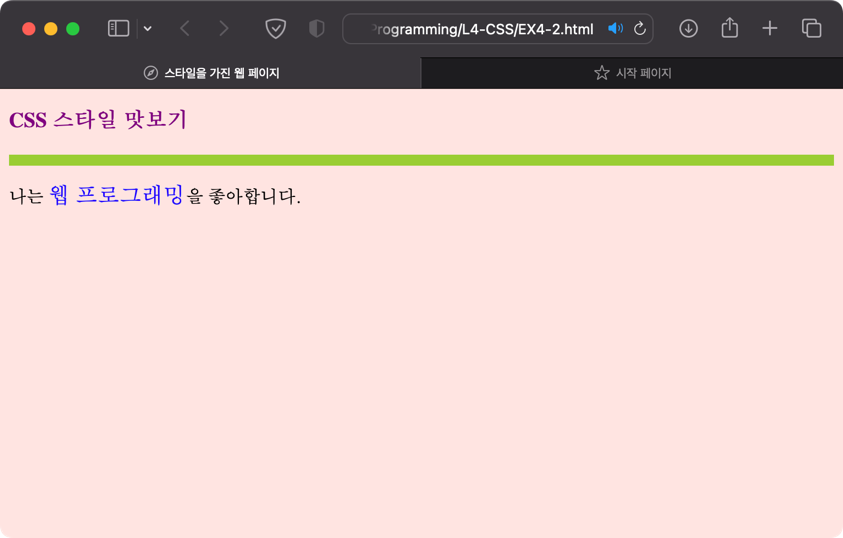 rogramming/L4-CSS/EX4-2.html
스타일을 가진 웹 페이지
시작 페이지
CSS 스타일 맛보기
나는 웹 프로그래밍을 좋아합니다.